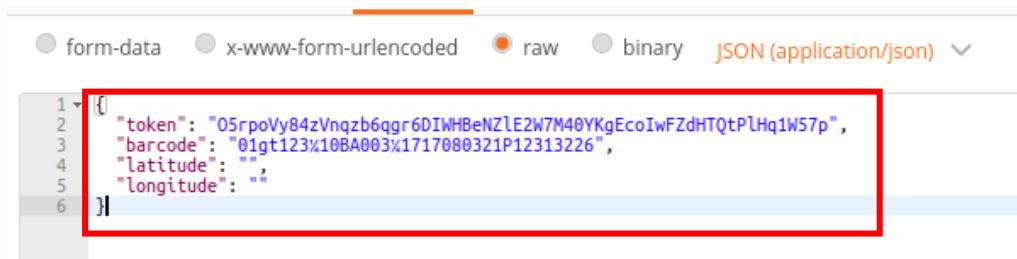 form-data x-www-form-urlencoded raw binary JSON (application/json)
1 {
2 "token": "O5rpoVy84zVnqzb6qgr6DIWHBeNZlE2W7M40YKgEcoIwFZdHTQtPlHq1W57p",
3 "barcode": "01gt123%10BA003%1717080321P12313226",
4 "latitude": "",
5 "longitude": ""
6 }